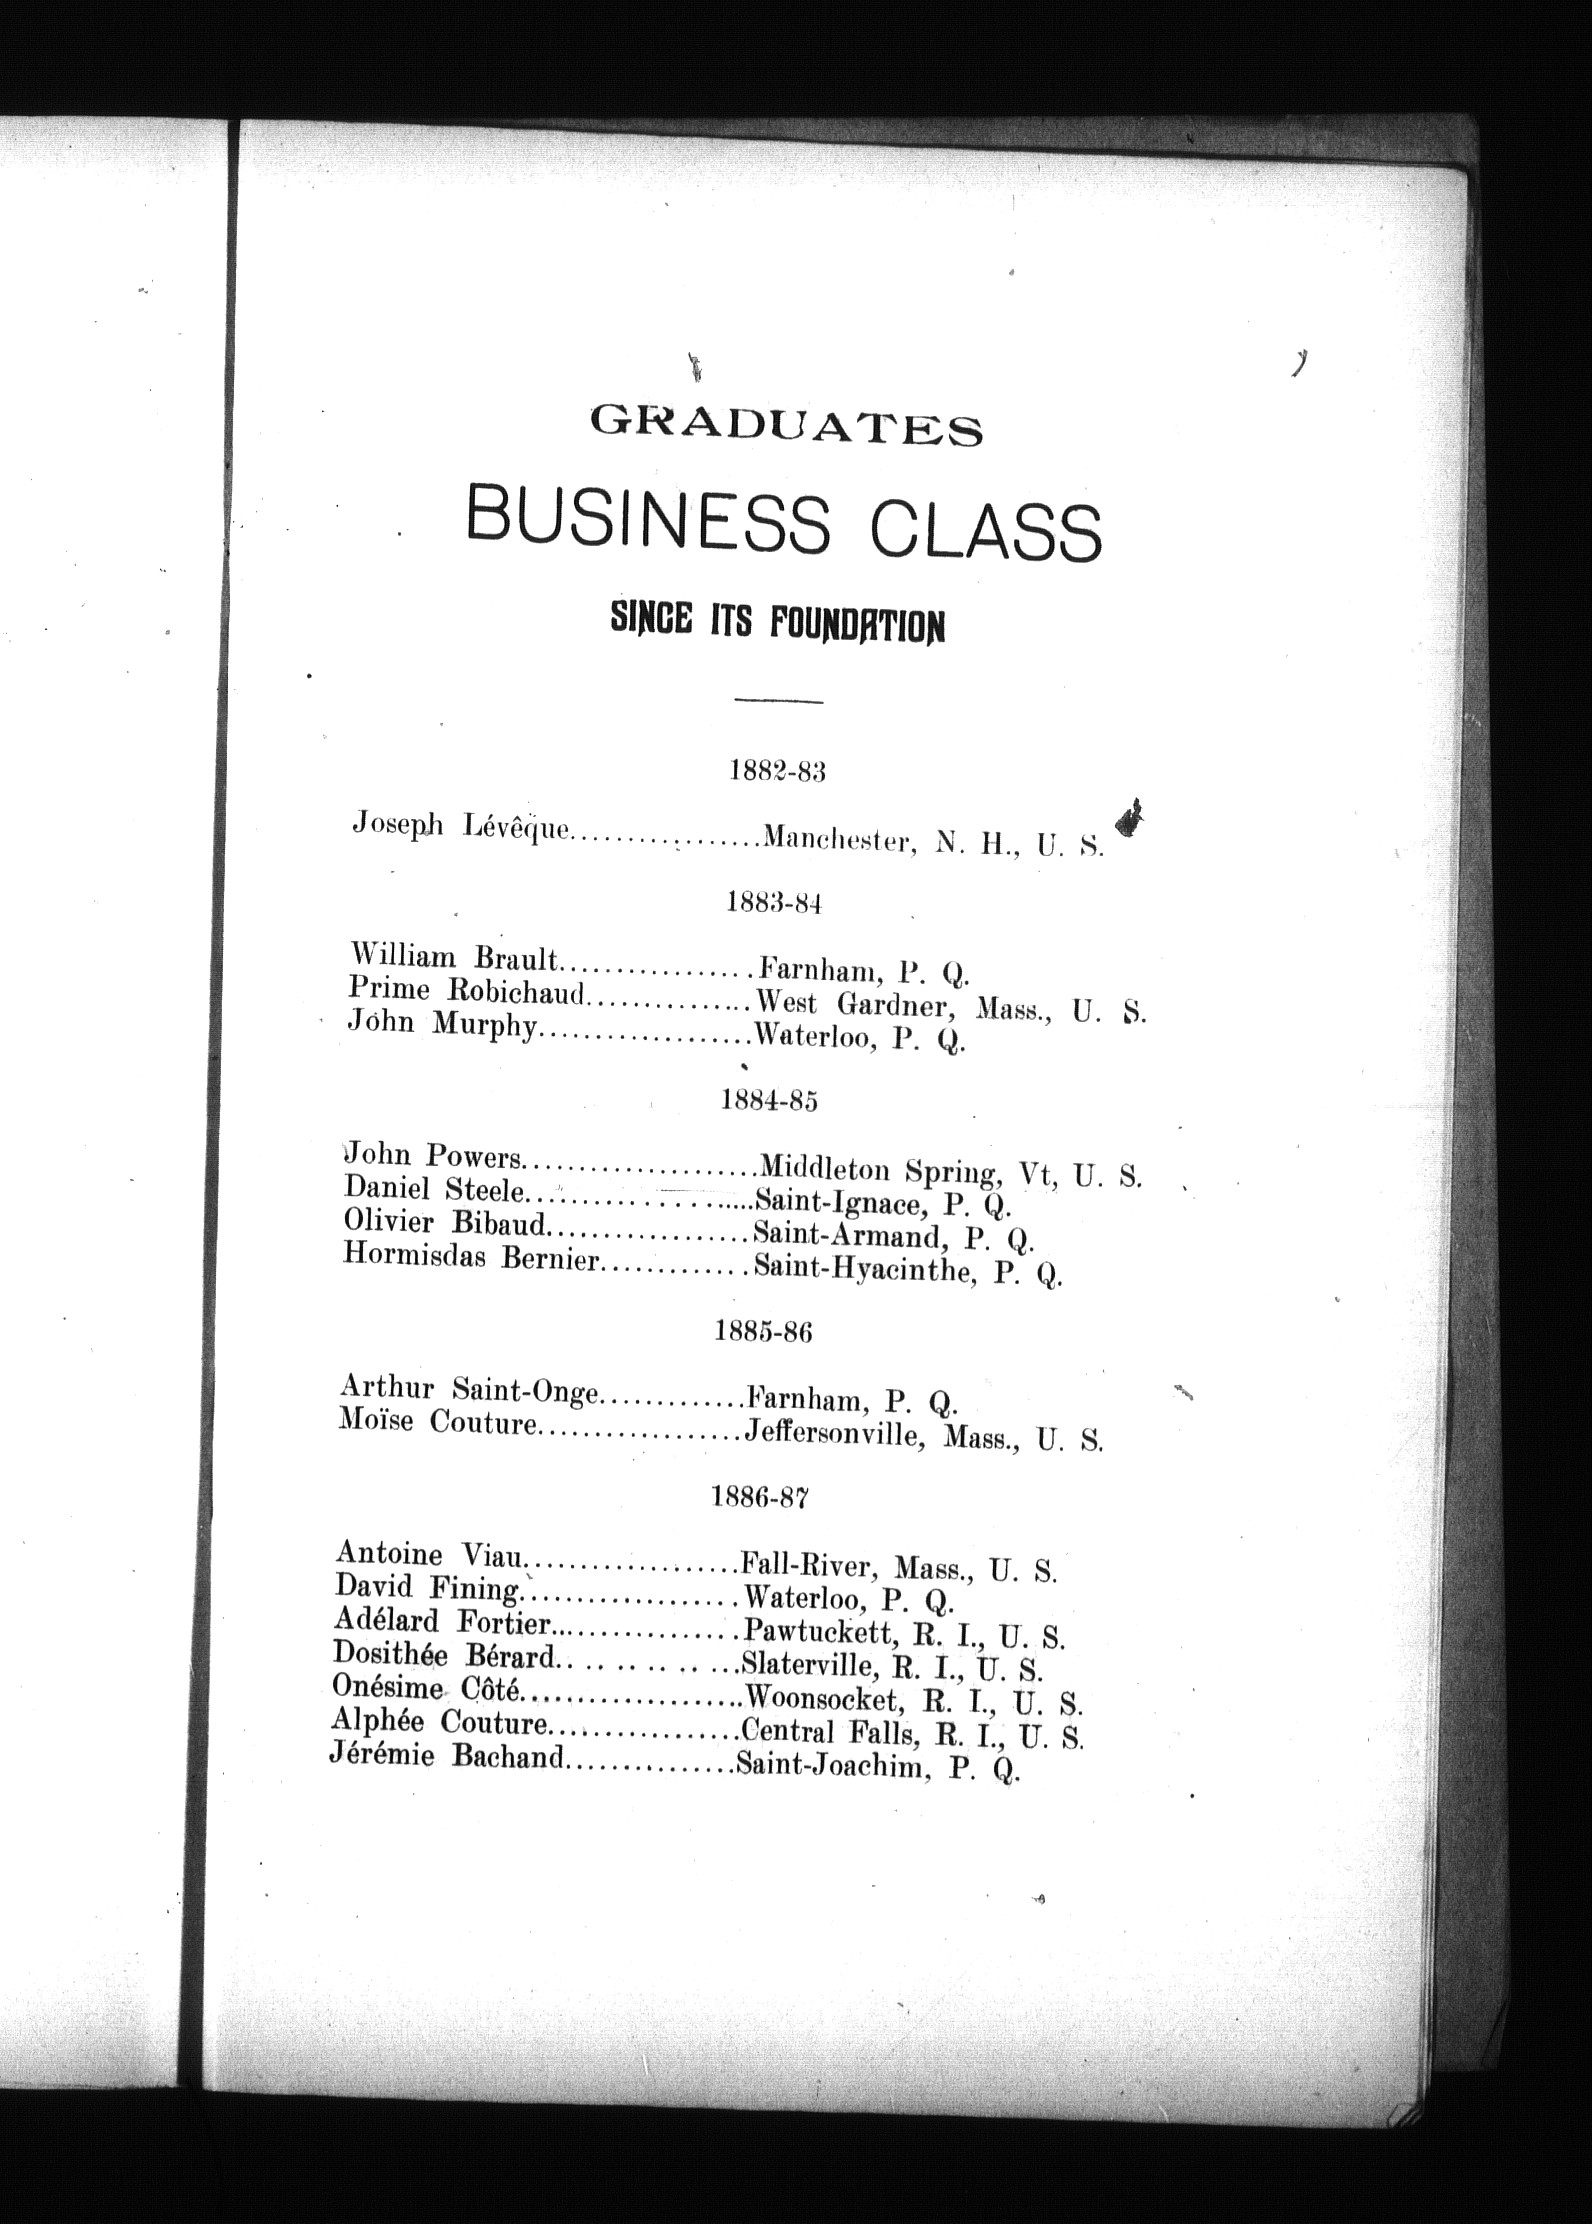 GRADUATES
BUSINESS CLASS
SINCE ITS FOUNDATION
1882-83
Joseph Lévêque.................Manchester, N. H., U. S.
1883-84
William Brault.................Farnham, P. Q.
Prime Robichaud...............West Gardner, Mass., U. S.
John Murphy...................Waterloo, P. Q.
1884-85
John Powers.....................Middleton Spring, Vt, U. S.
Daniel Steele.....................Saint-Ignace, P. Q.
Olivier Bibaud..................Saint-Armand, P. Q.
Hormisdas Bernier.............Saint-Hyacinthe, P. Q.
1885-86
Arthur Saint-Onge.............Farnham, P. Q.
Moïse Couture..................Jeffersonville, Mass., U. S.
1886-87
Antoine Viau...................Fall-River, Mass., U. S.
David Fining...................Waterloo, P. Q.
Adélard Fortier.................Pawtuckett, R. I., U. S.
Dosithée Bérard.. .. .. .. .. ...Slaterville, R. I., U. S.
Onésime Côté....................Woonsocket, R. I., U. S.
Alphée Couture.................Central Falls, R. I., U. S.
Jérémie Bachand...............Saint-Joachim, P. Q.